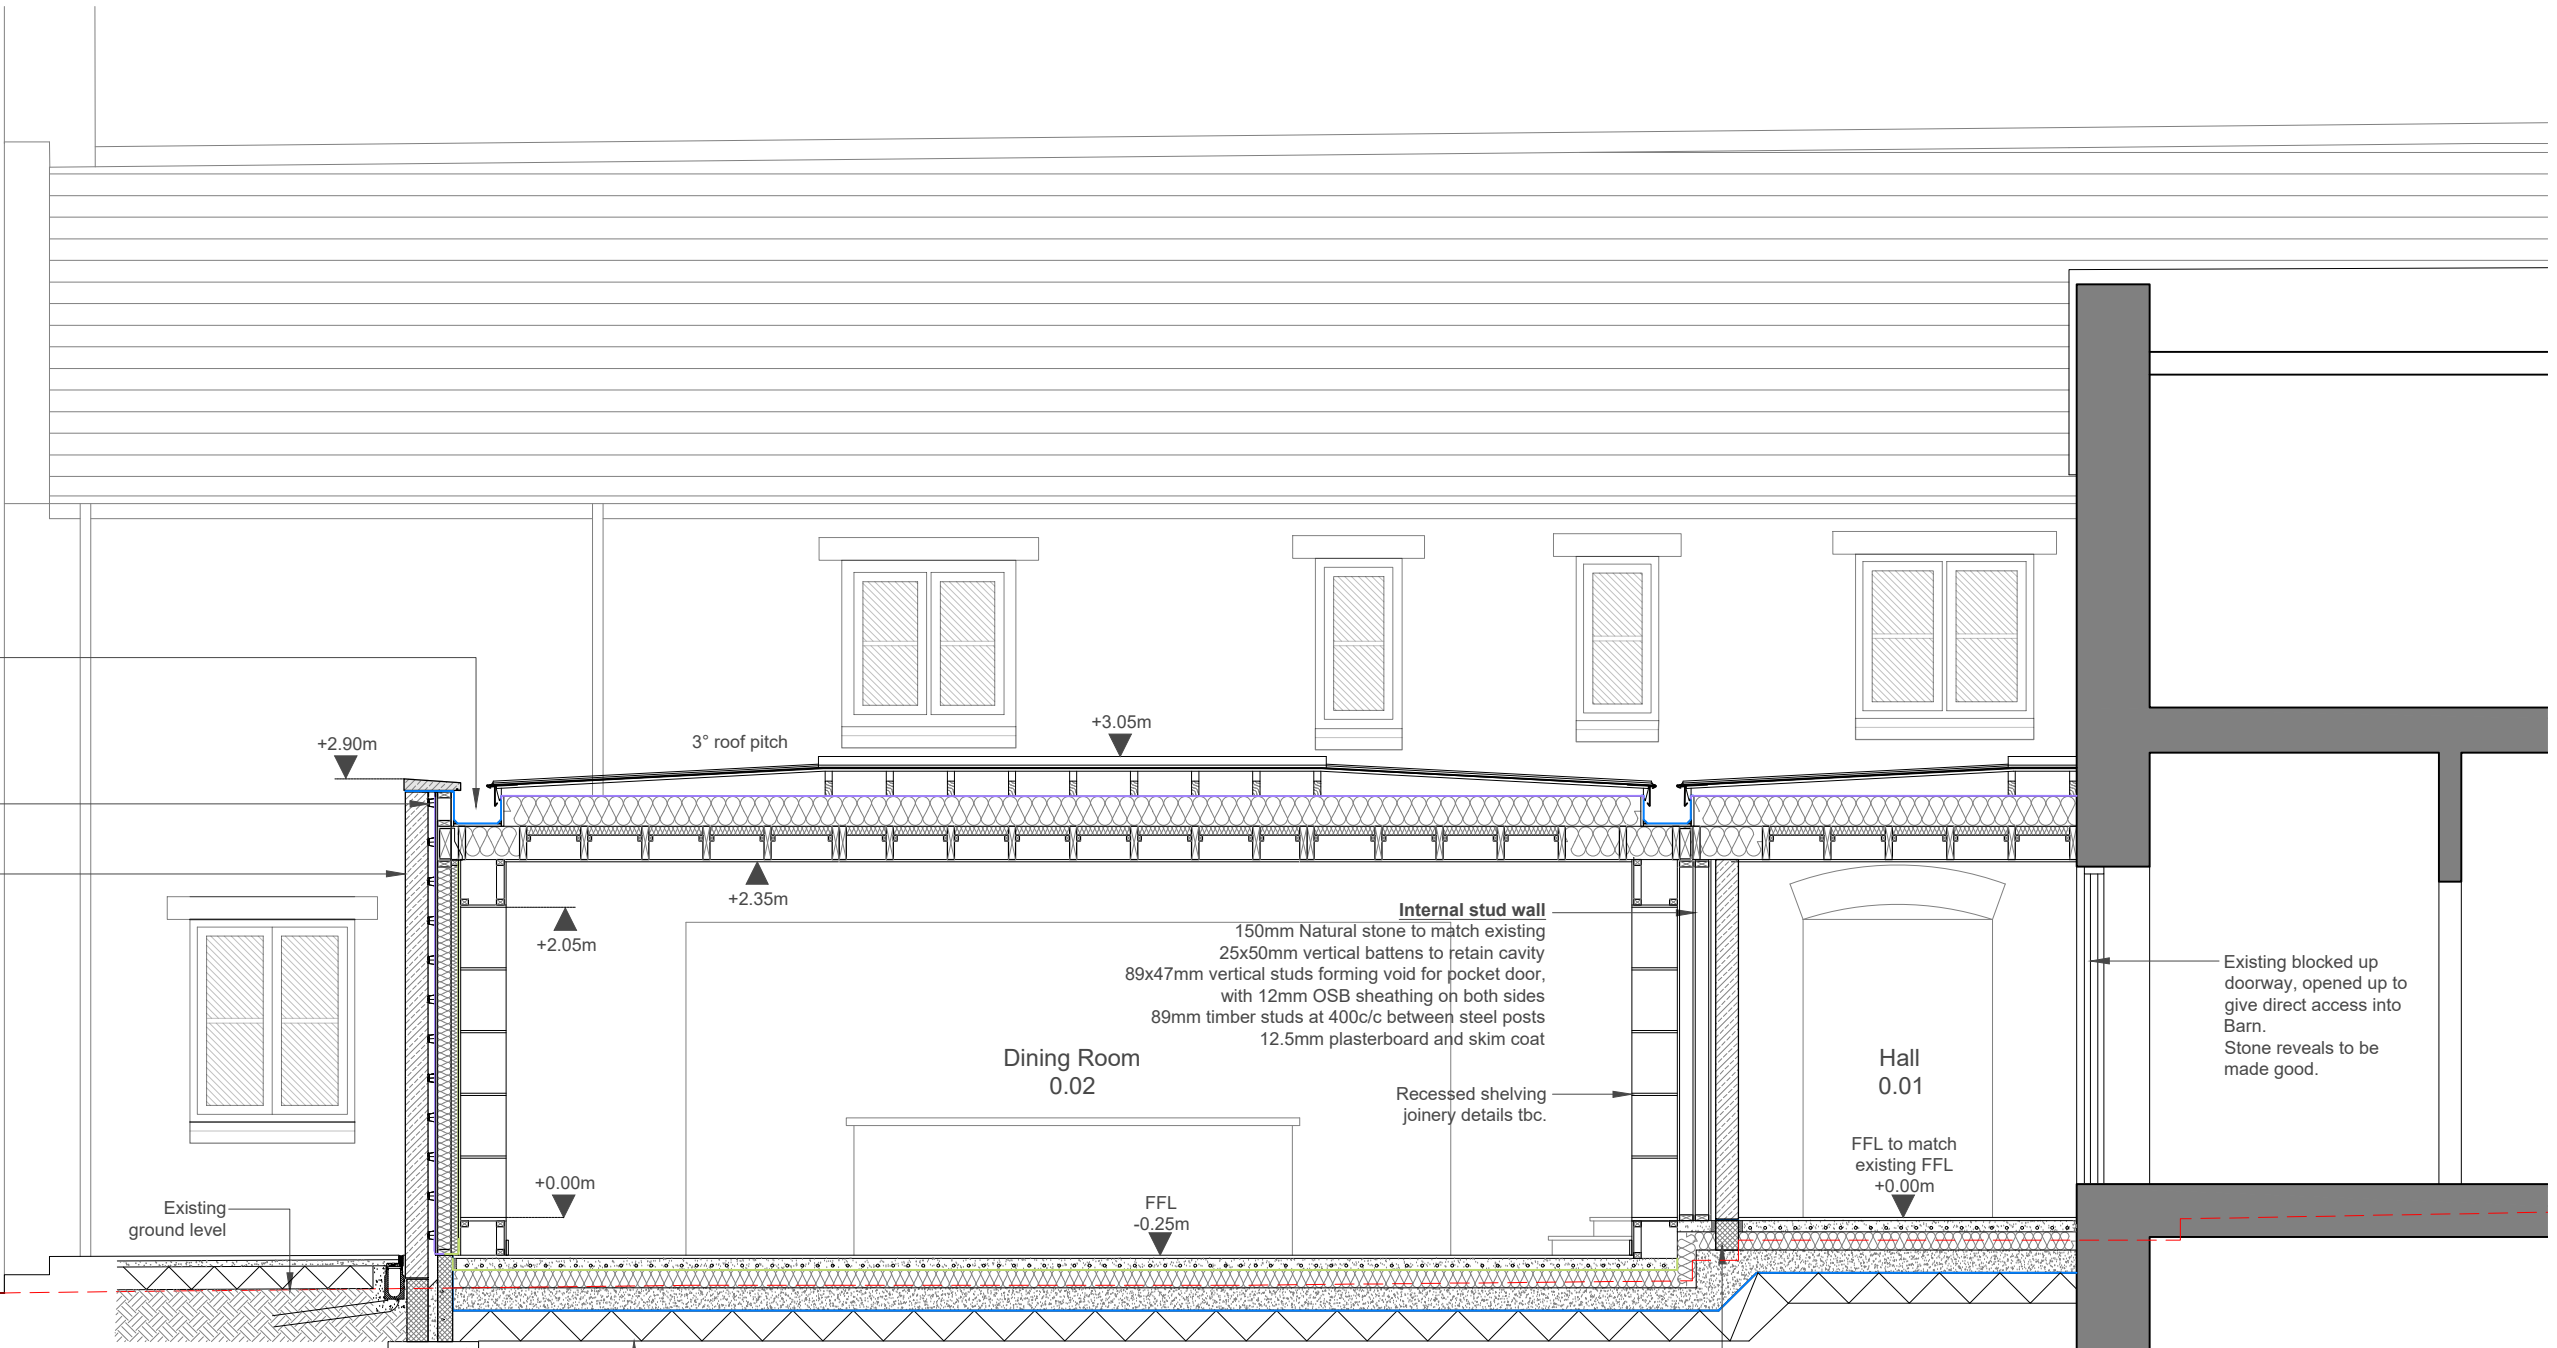 +3.05m
3° roof pitch
+2.90m
+2.35m
+2.05m
Internal stud wall
150mm Natural stone to match existing
25x50mm vertical battens to retain cavity
89x47mm vertical studs forming void for pocket door,
with 12mm OSB sheathing on both sides
89mm timber studs at 400c/c between steel posts
12.5mm plasterboard and skim coat
Existing blocked up
doorway, opened up to
give direct access into
Barn.
Stone reveals to be
made good.
Dining Room
0.02
Hall
0.01
Recessed shelving
joinery details tbc.
FFL to match
existing FFL
+0.00m
+0.00m
FFL
-0.25m
Existing
ground level